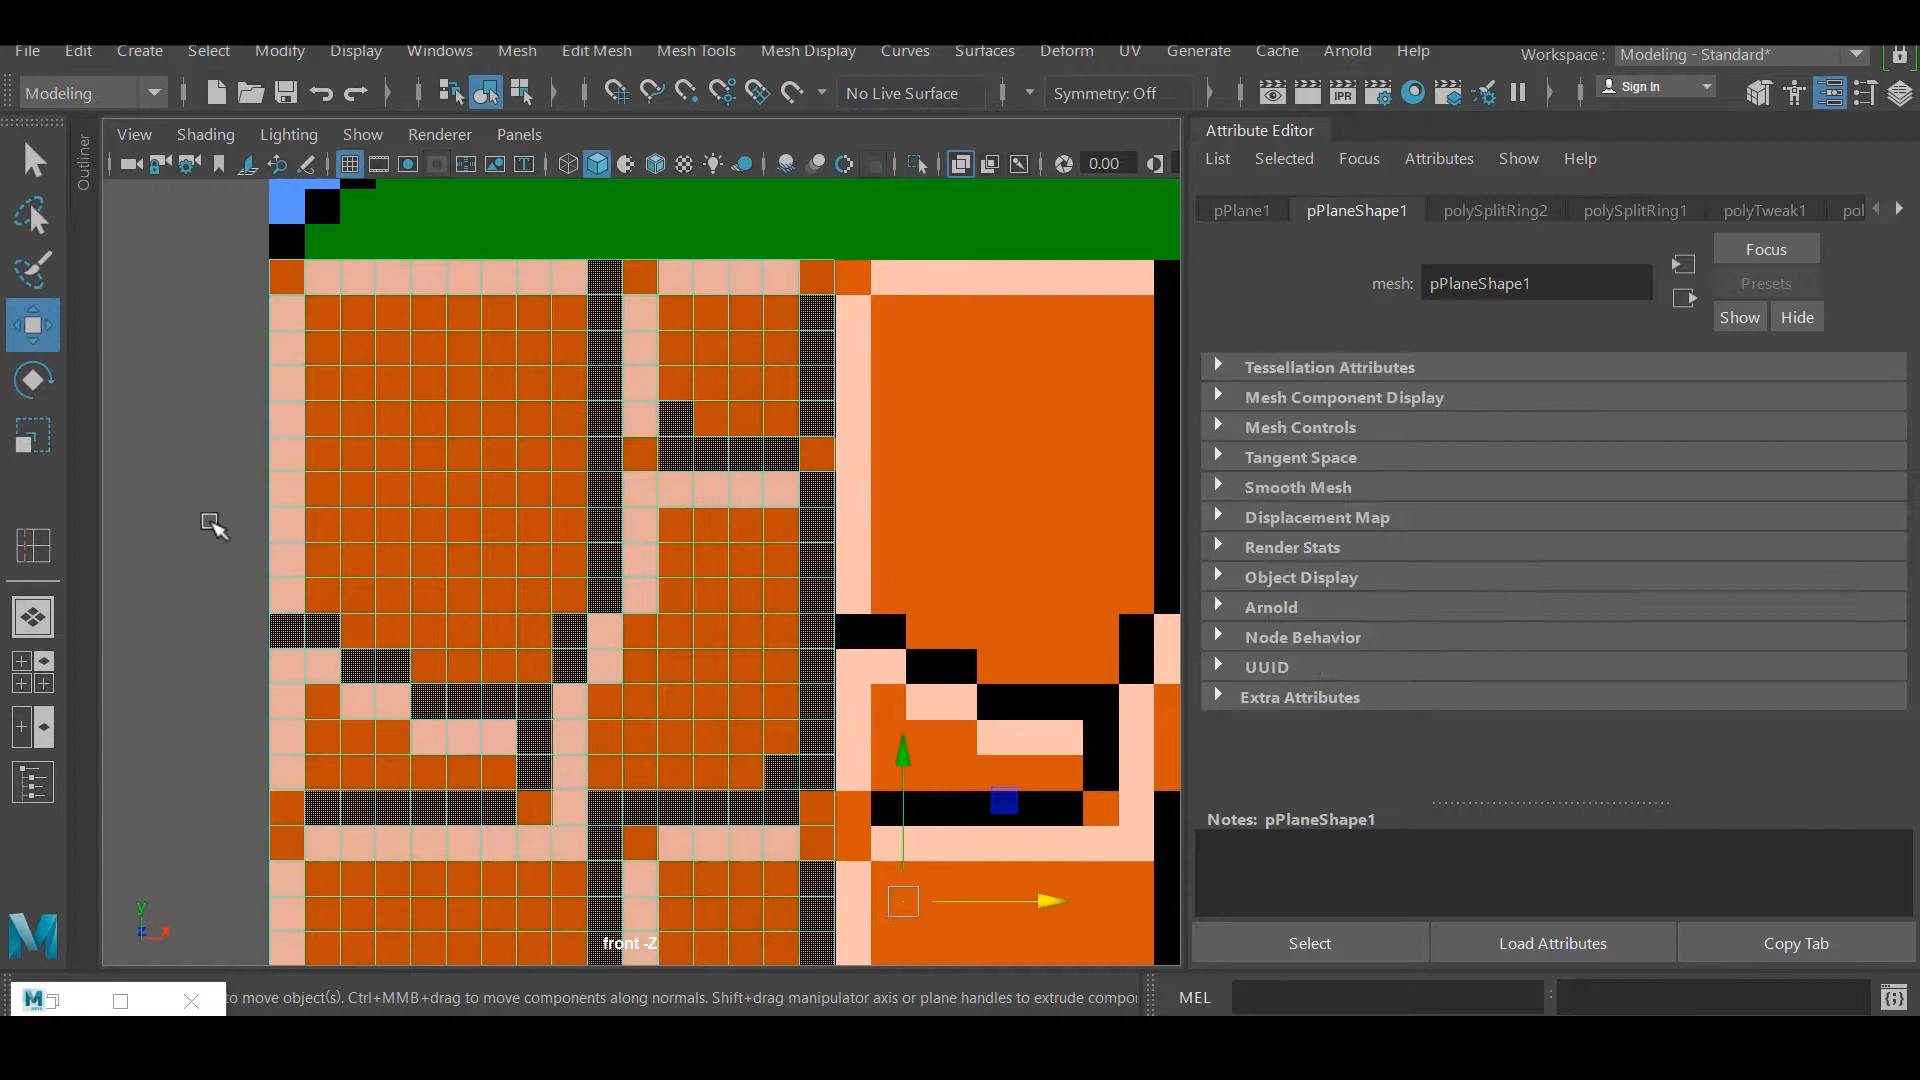 File Edit Create Select Modify Display Windows Mesh Edit Mesh Mesh Tools Mesh Display Curves Surfaces Deform UV Generate Cache Arnold Help Workspace : Modeling - Standard*
Modeling No Live Surface Symmetry: Off IPR Sign In
View Shading Lighting Show Renderer Panels
0.00
Outliner
Attribute Editor
List Selected Focus Attributes Show Help
pPlane1 pPlaneShape1 polySplitRing2 polySplitRing1 polyTweak1 pol
Focus
mesh: pPlaneShape1 Presets
Show Hide
Tessellation Attributes
Mesh Component Display
Mesh Controls
Tangent Space
Smooth Mesh
Displacement Map
Render Stats
Object Display
Arnold
Node Behavior
UUID
Extra Attributes
Notes: pPlaneShape1
y
z x
front -Z
Select Load Attributes Copy Tab
M
to move object(s). Ctrl+MMB+drag to move components along normals. Shift+drag manipulator axis or plane handles to extrude compo
MEL :